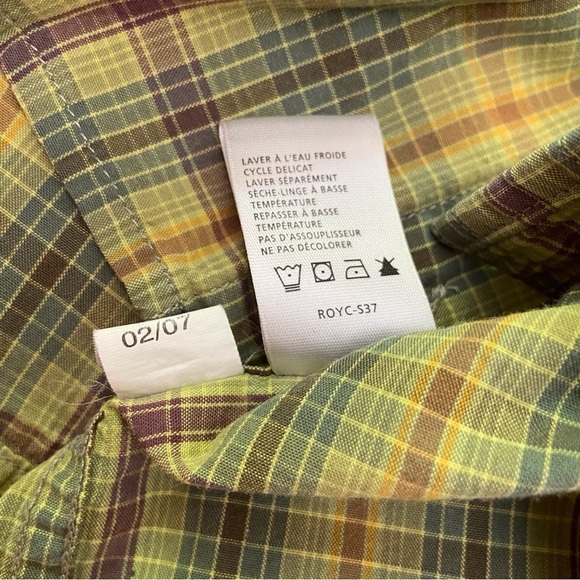 LAVER À L'EAU FROIDE
CYCLE DELICAT
LAVER SÉPARÉMENT
SÈCHE-LINGE À BASSE
TEMPÉRATURE
REPASSER À BASSE
TEMPÉRATURE
PAS D'ASSOUPLISSEUR
NE PAS DÉCOLORER
ROYC-S37
02/07